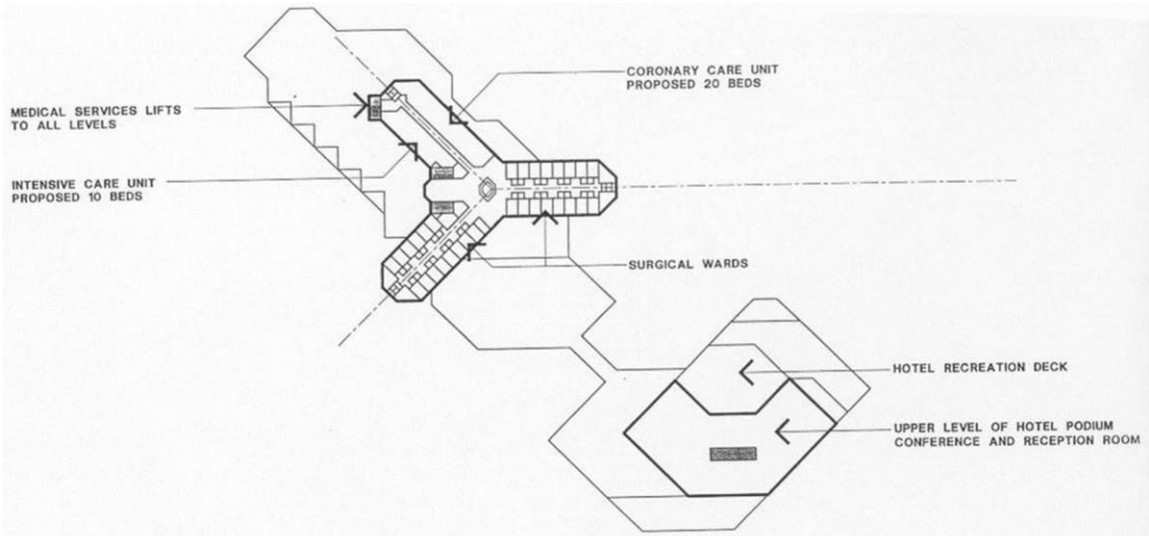 CORONARY CARE UNIT
PROPOSED 20 BEDS
MEDICAL SERVICES LIFTS
TO ALL LEVELS
INTENSIVE CARE UNIT
PROPOSED 10 BEDS
SURGICAL WARDS
HOTEL RECREATION DECK
UPPER LEVEL OF HOTEL PODIUM
CONFERENCE AND RECEPTION ROOM